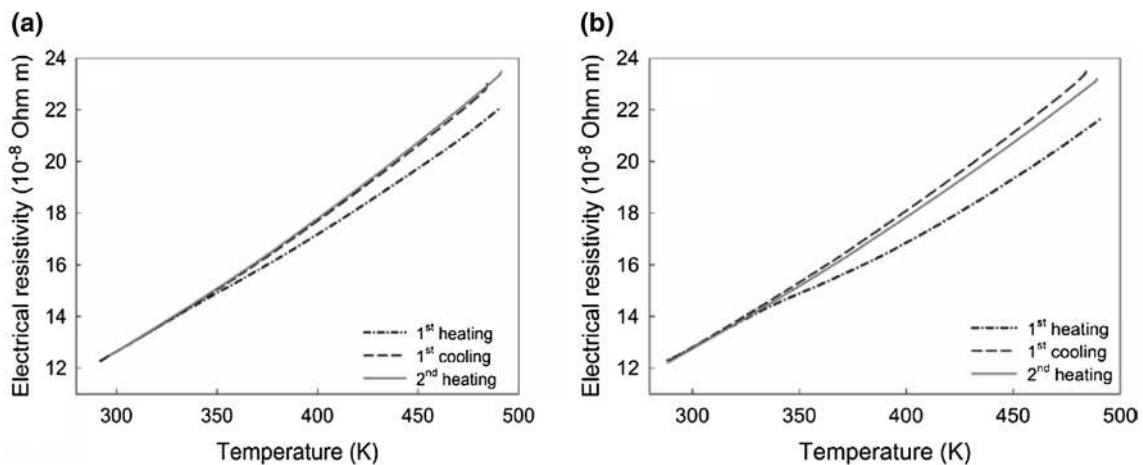 (a)
Electrical resistivity (10⁻⁸ Ohm m)
24
22
20
18
16
14
12
1st heating
1st cooling
2nd heating
300
350
400
450
500
Temperature (K)
(b)
Electrical resistivity (10⁻⁸ Ohm m)
24
22
20
18
16
14
12
1st heating
1st cooling
2nd heating
300
350
400
450
500
Temperature (K)